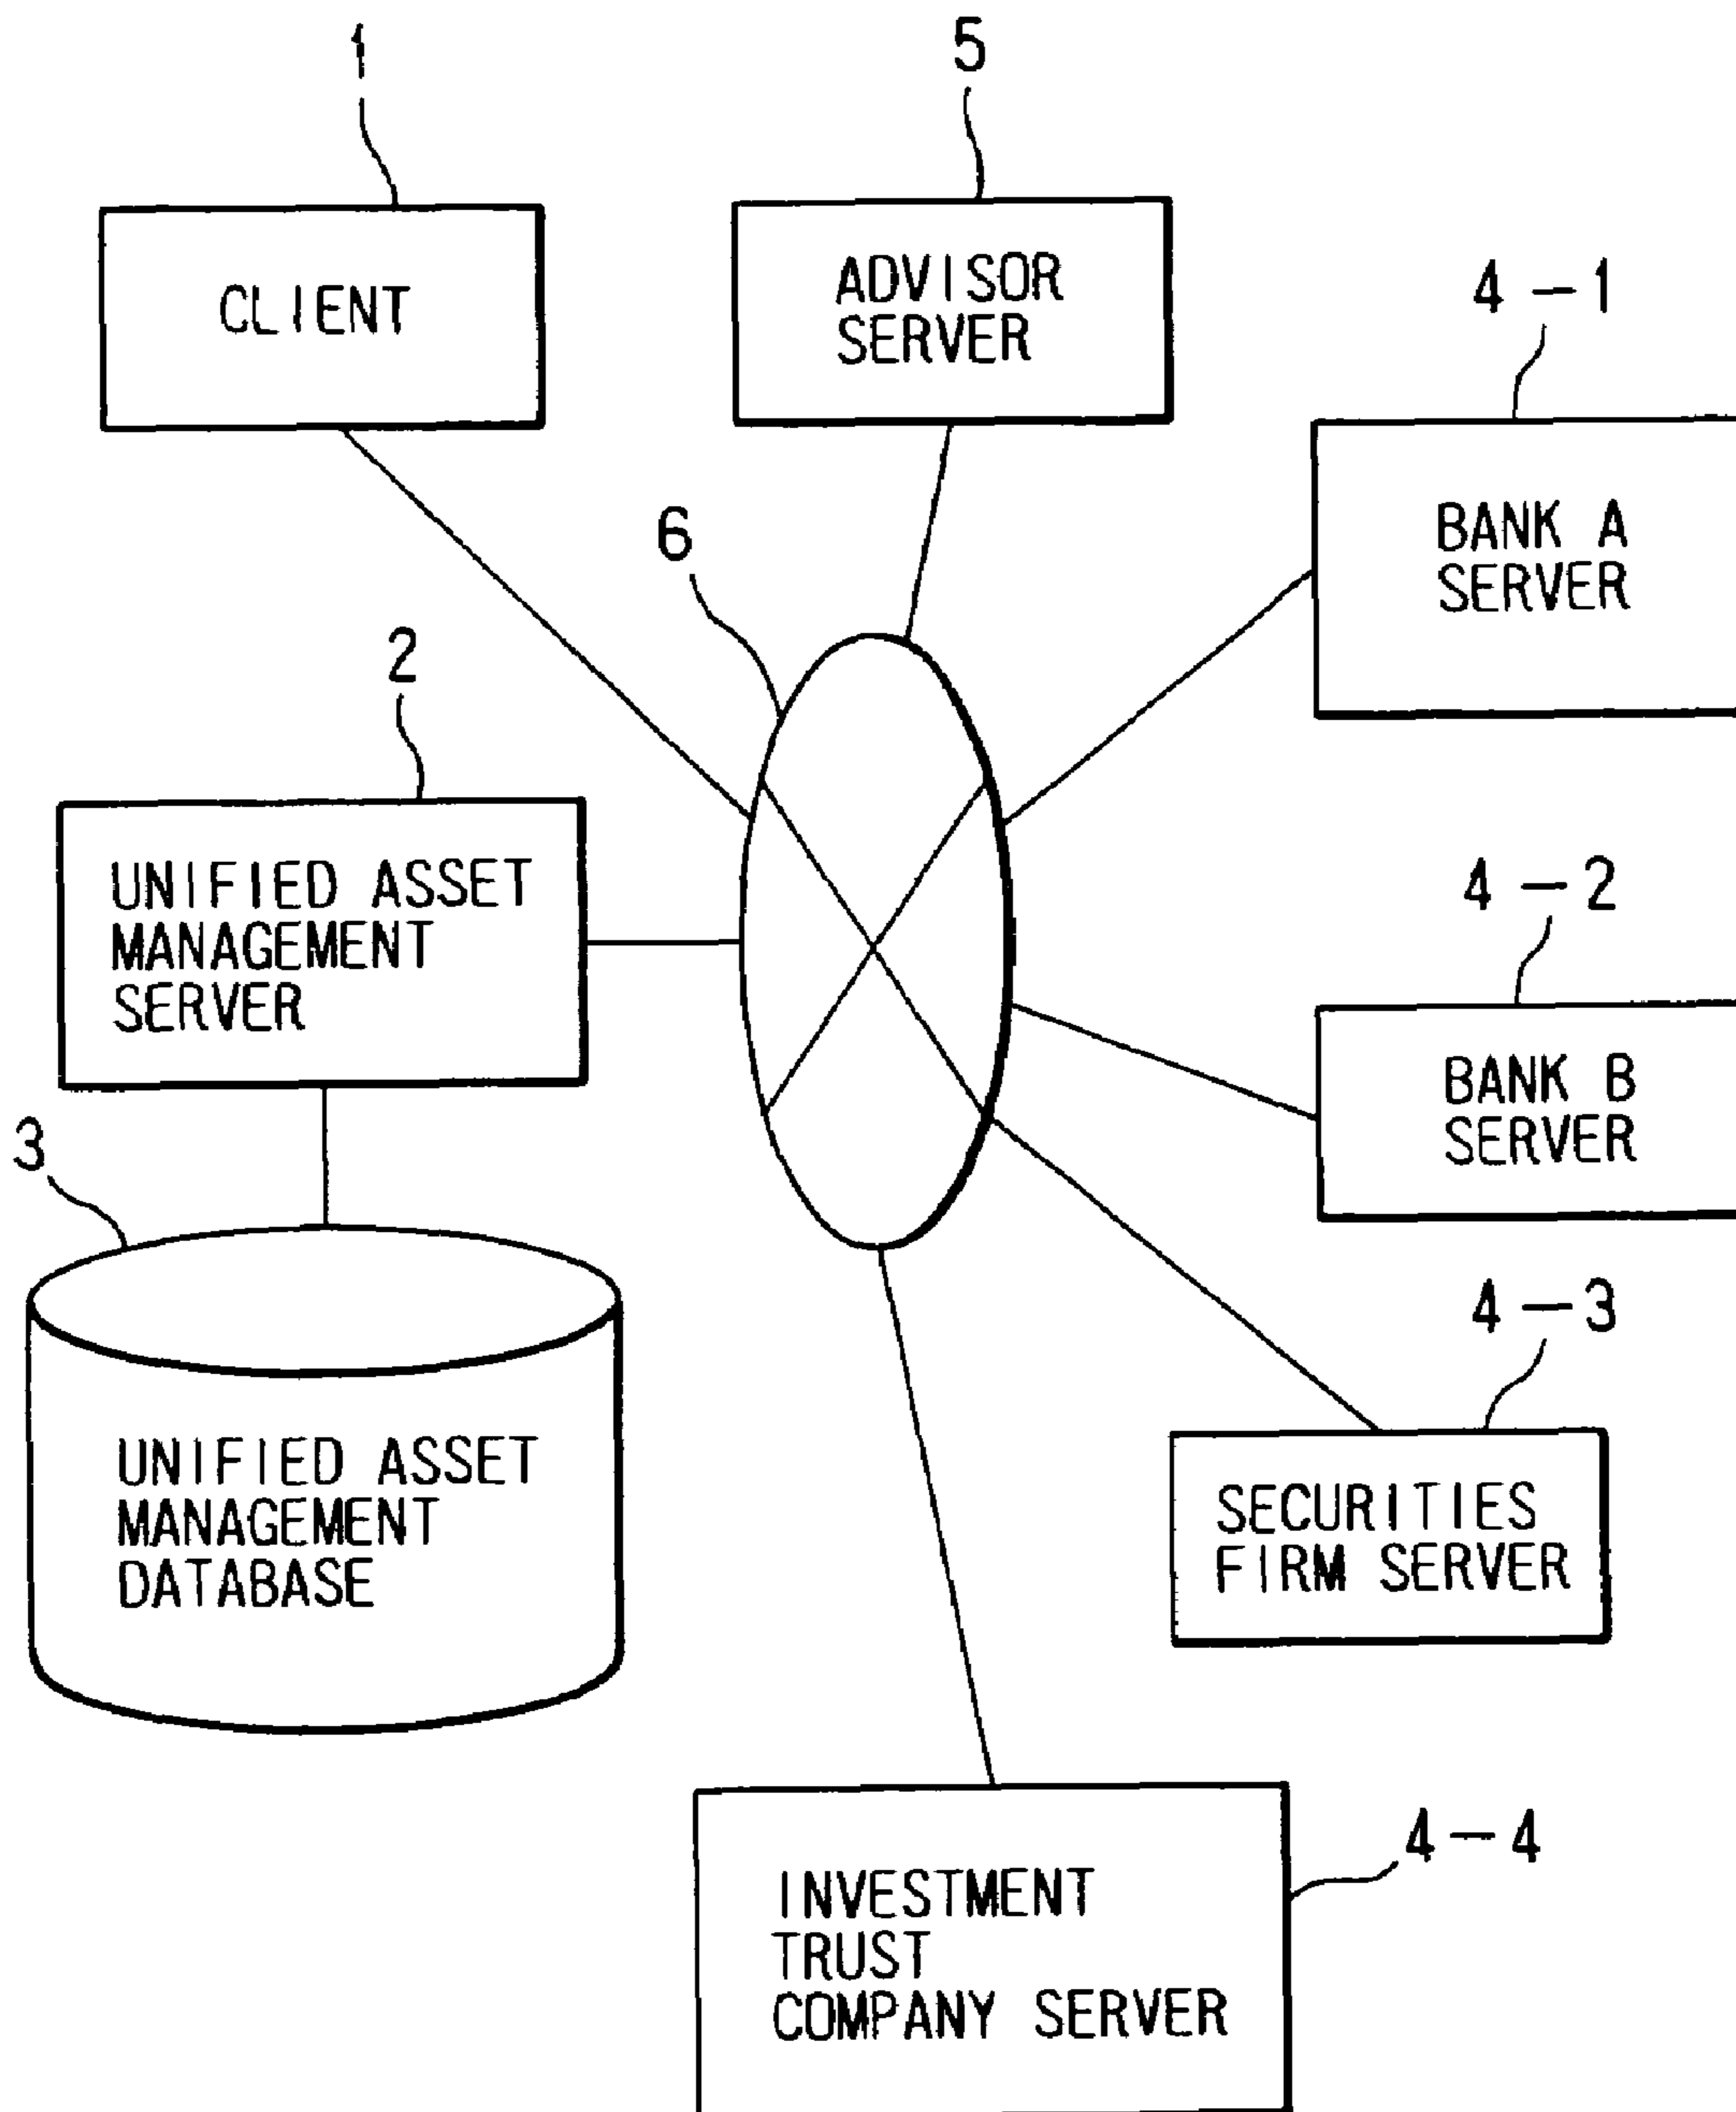 1
5
CLIENT
ADVISOR
SERVER
4-1
BANK A
SERVER
6
2
UNIFIED ASSET
MANAGEMENT
SERVER
4-2
BANK B
SERVER
3
UNIFIED ASSET
MANAGEMENT
DATABASE
4-3
SECURITIES
FIRM SERVER
4-4
INVESTMENT
TRUST
COMPANY SERVER